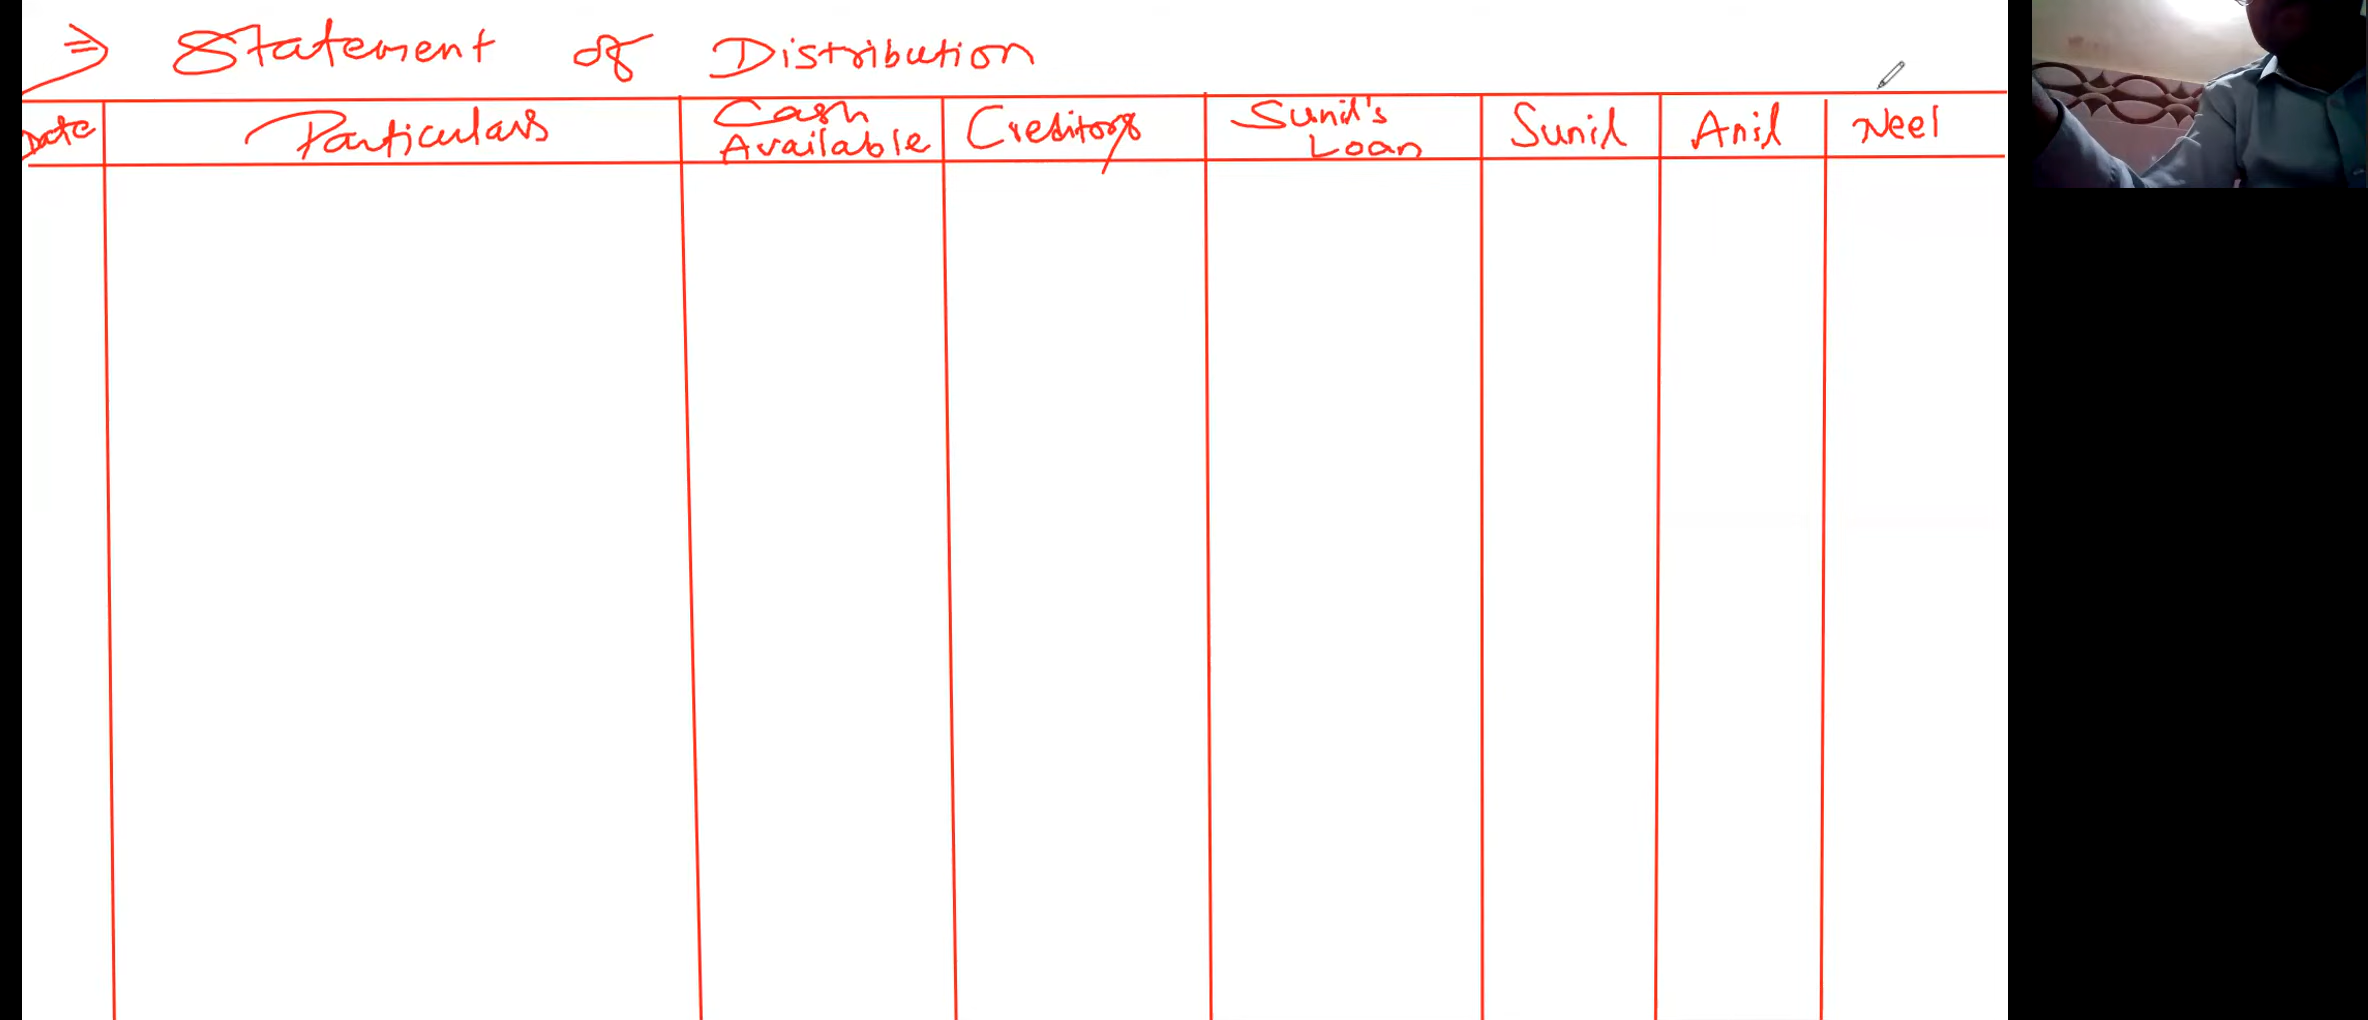 ⇒ Statement of Distribution
Date Particulars Cash Available Creditors Sunil's Loan Sunil Anil Neel